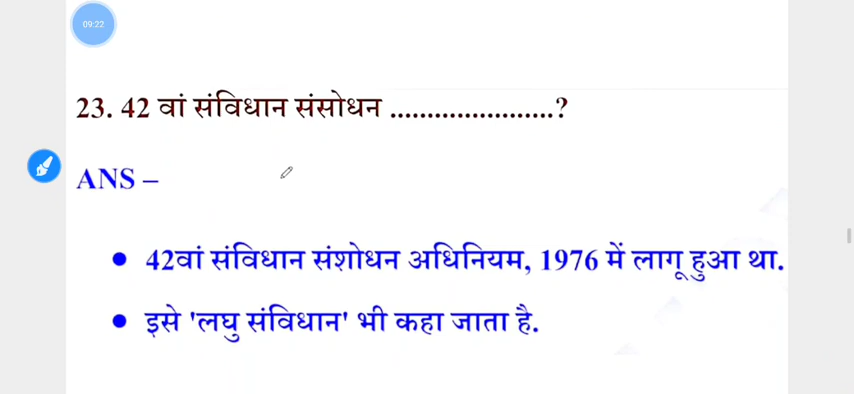 09:22
23. 42 वां संविधान संसोधन ......................?
ANS –
• 42वां संविधान संशोधन अधिनियम, 1976 में लागू हुआ था.
• इसे 'लघु संविधान' भी कहा जाता है.